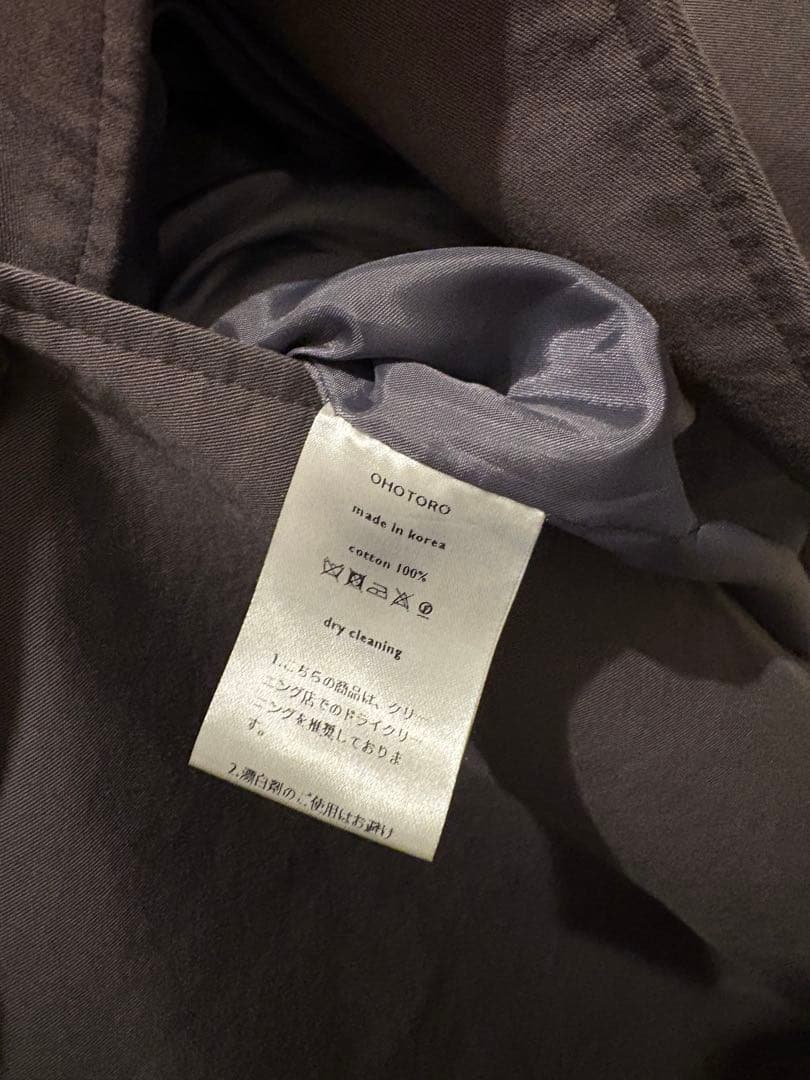 OHOTORO
made in korea
cotton 100%
dry cleaning
1.こちらの商品は、クリー
ニング店でのドライクリー
ニングを推奨しておりま
す。
2.漂白剤のご使用はお避け